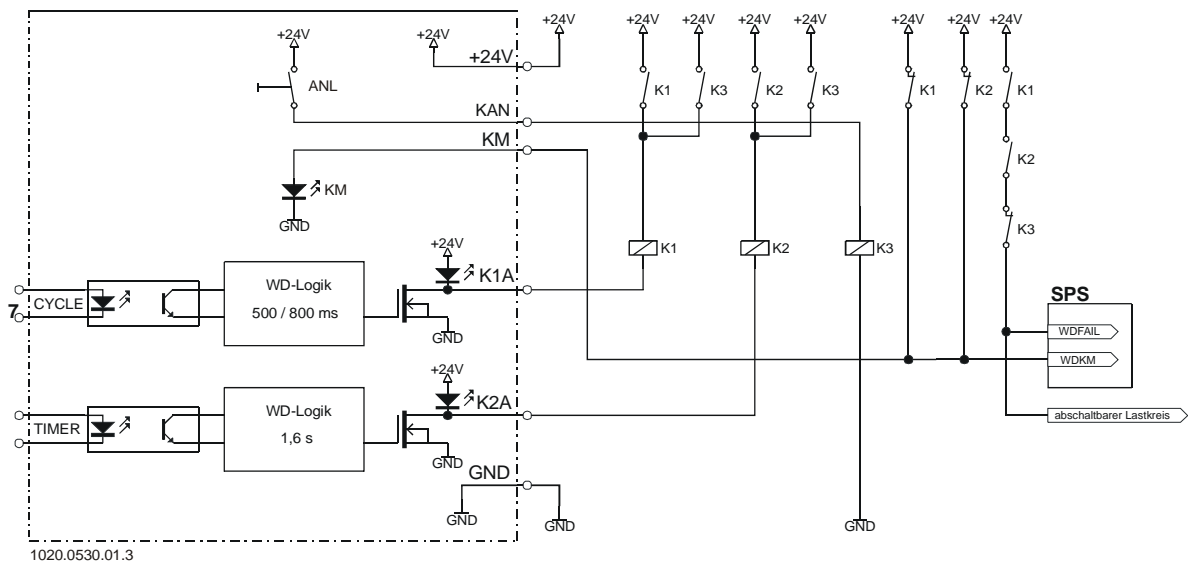 +24V +24V +24V +24V +24V +24V +24V +24V +24V +24V
+24V
ANL K1 K3 K2 K3 K1 K2 K1
KAN
KM
K2
KM
GND
K3
+24V
K1 K2 K3
K1A
WD-Logik
500 / 800 ms
7 CYCLE
SPS
GND
WDFAIL
WDKM
+24V
K2A
WD-Logik
1,6 s
TIMER
abschaltbarer Lastkreis
GND
GND
GND GND GND
1020.0530.01.3